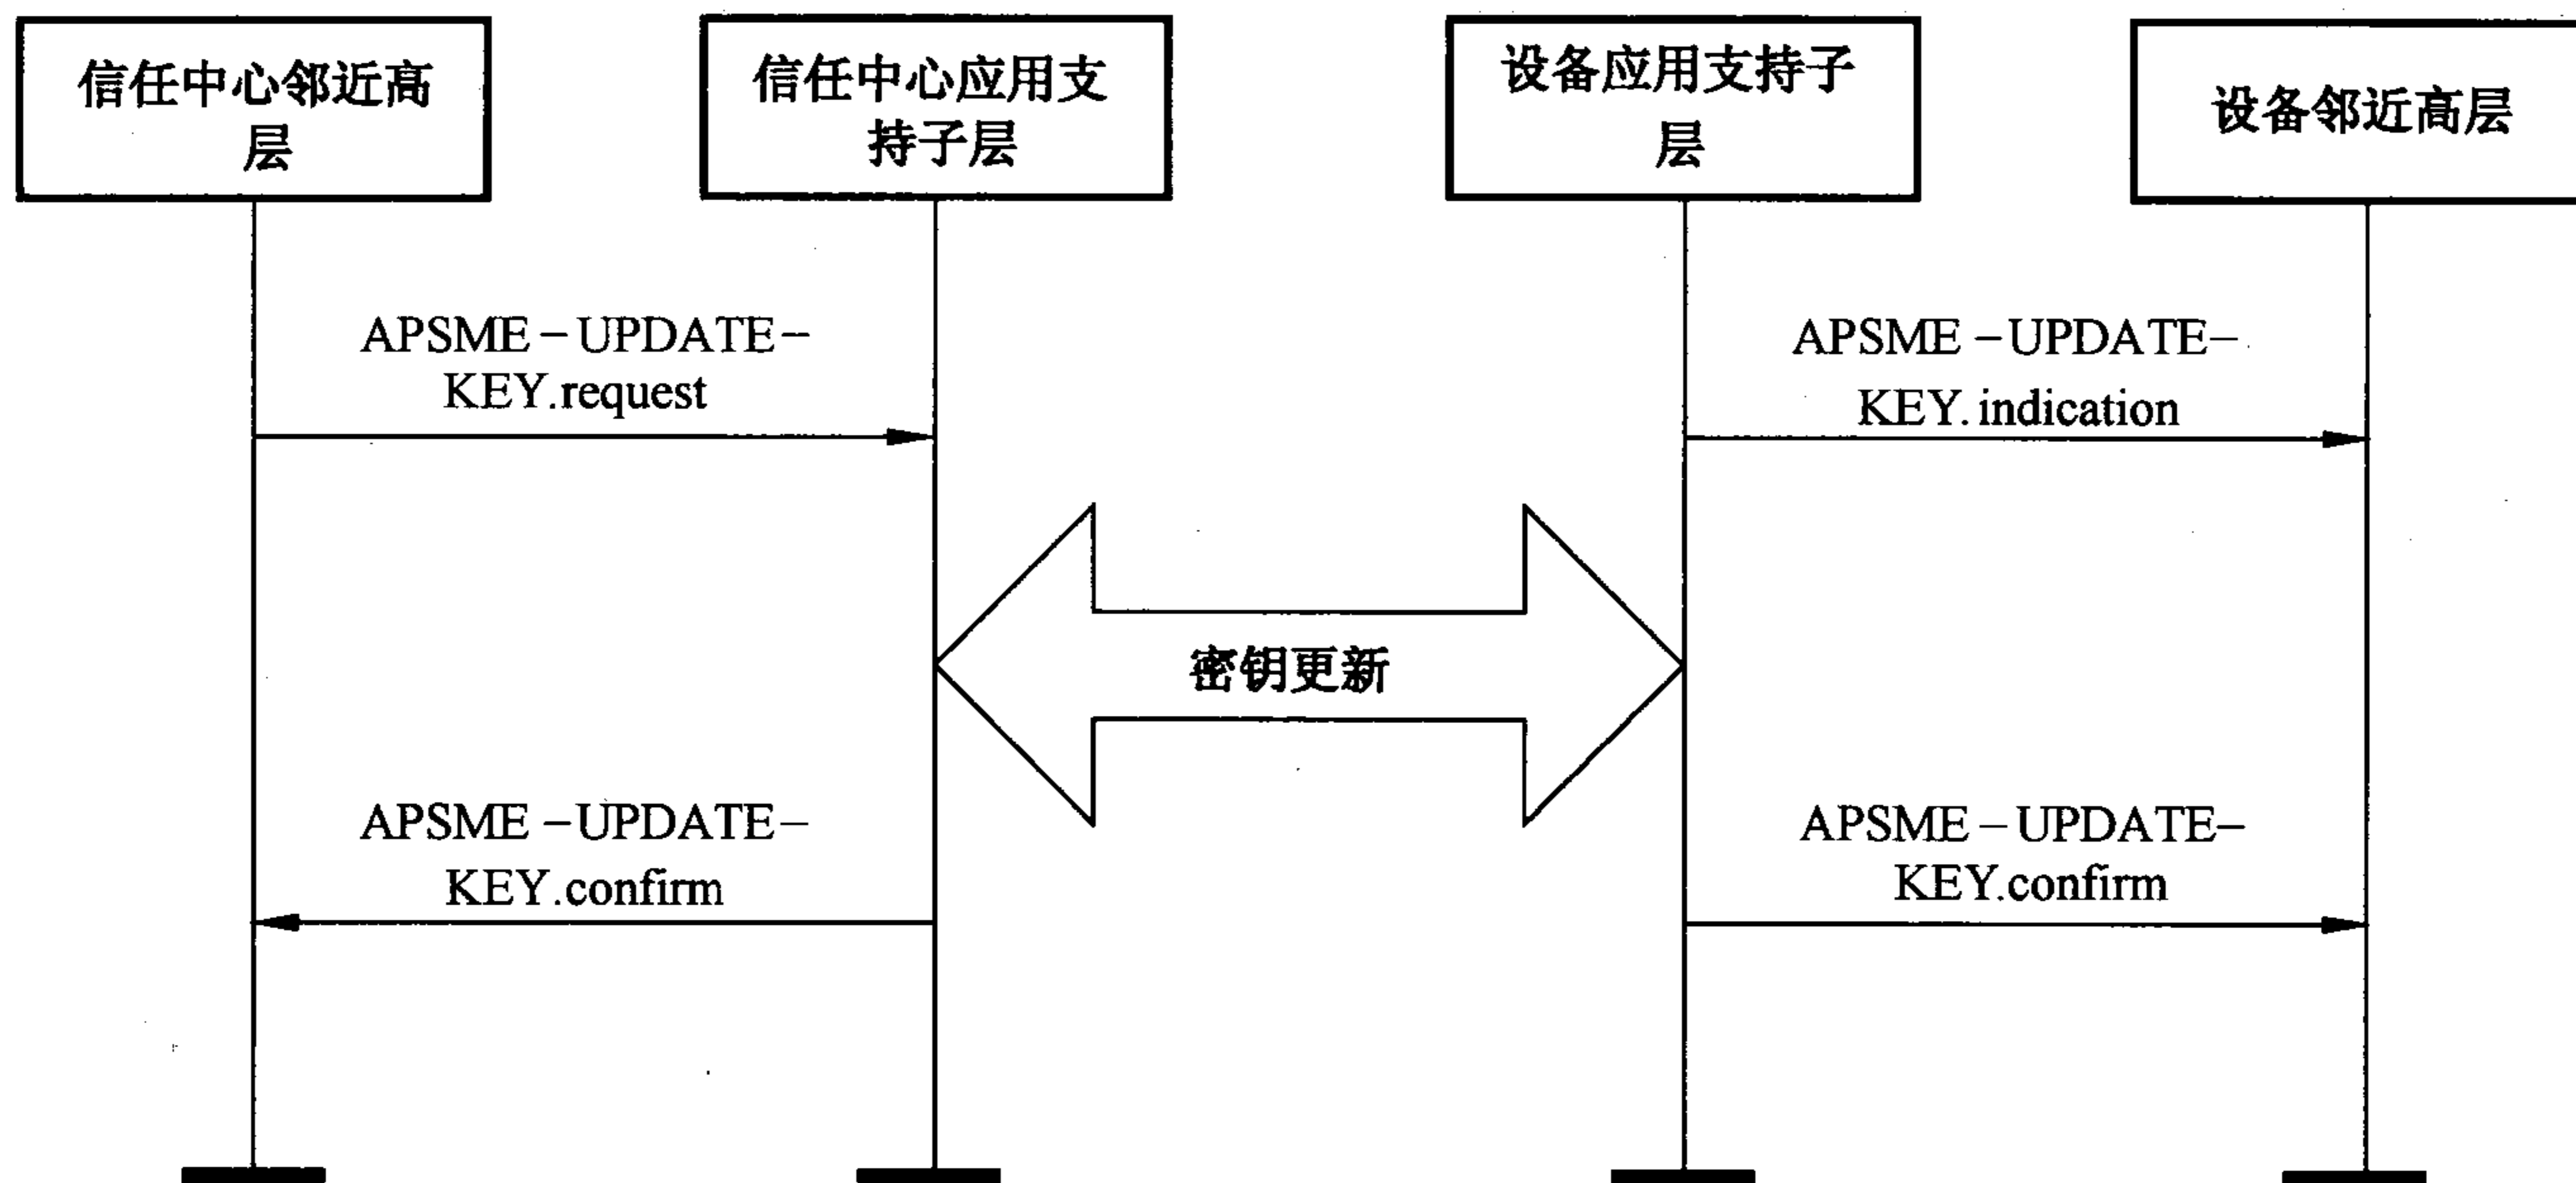 信任中心邻近高
层
信任中心应用支
持子层
设备应用支持子
层
设备邻近高层
APSME–UPDATE–
KEY.request
APSME–UPDATE–
KEY.indication
密钥更新
APSME–UPDATE–
KEY.confirm
APSME–UPDATE–
KEY.confirm